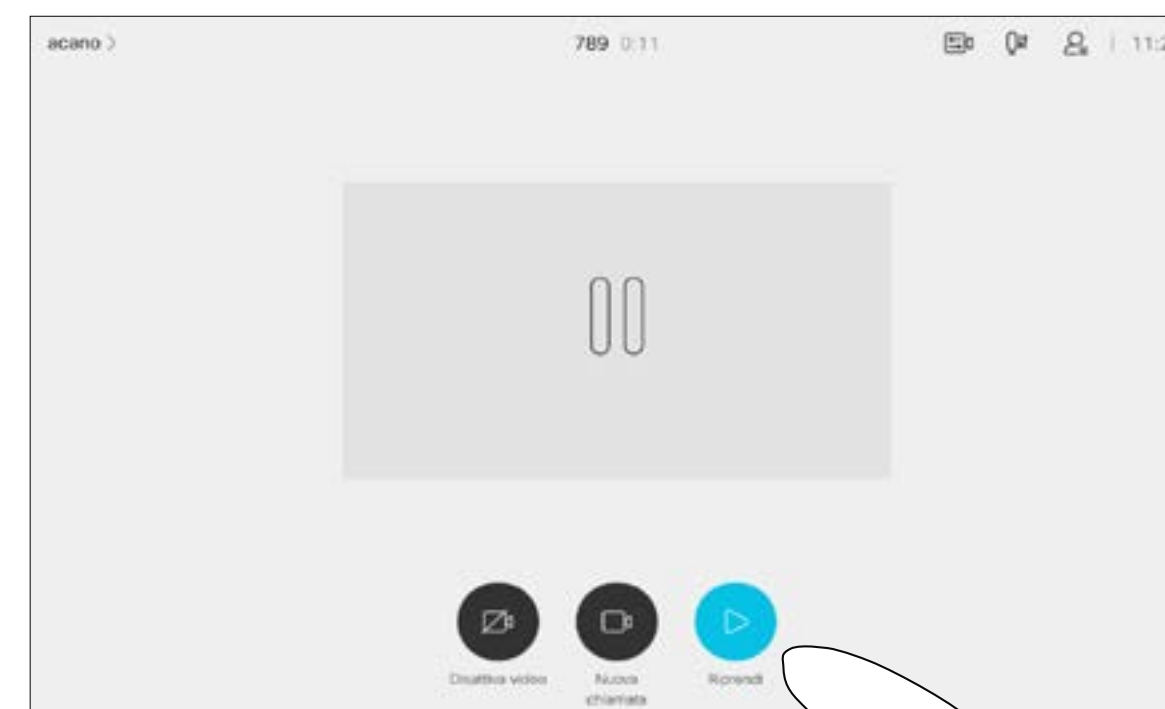 acano
789 0:11
Disattiva video
Nuova
chiamata
Riprendi